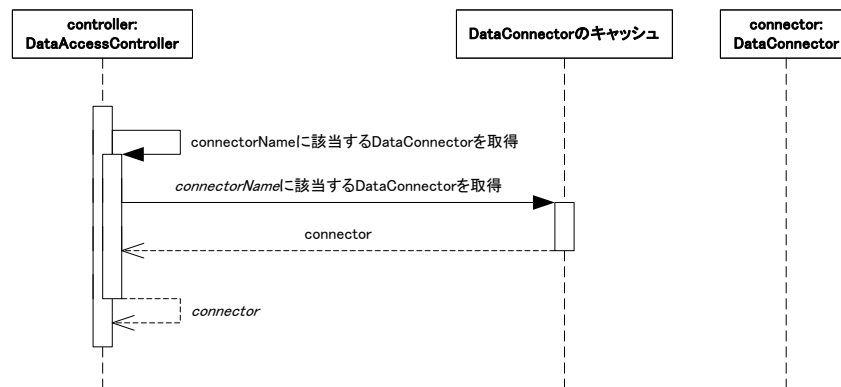 controller:
DataAccessController
DataConnectorのキャッシュ
connector:
DataConnector
connectorNameに該当するDataConnectorを取得
connectorNameに該当するDataConnectorを取得
connector
connector